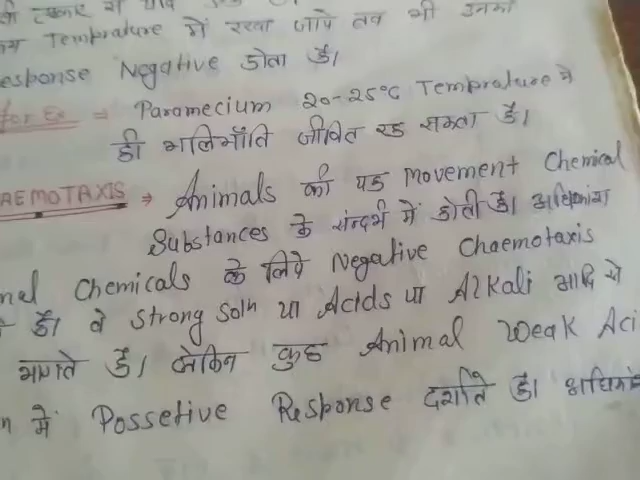 Temprature में रखा जाये तब भी उनका
esponse Negative होता है।
for Ex = Paramecium 20-25°C Temprature में
ही भलिभाँति जीवित रह सकता है।
AEMOTAXIS → Animals की यह Movement Chemical
Substances के संन्दर्भ में होती है। अधिकांश
nal Chemicals के लिये Negative Chaemotaxis
है। वे Strong Soln या Acids या Alkali आदि से
भागते है। लेकिन कुछ Animal Weak Aci
n में Possetive Response दर्शाते है। अधिकांश